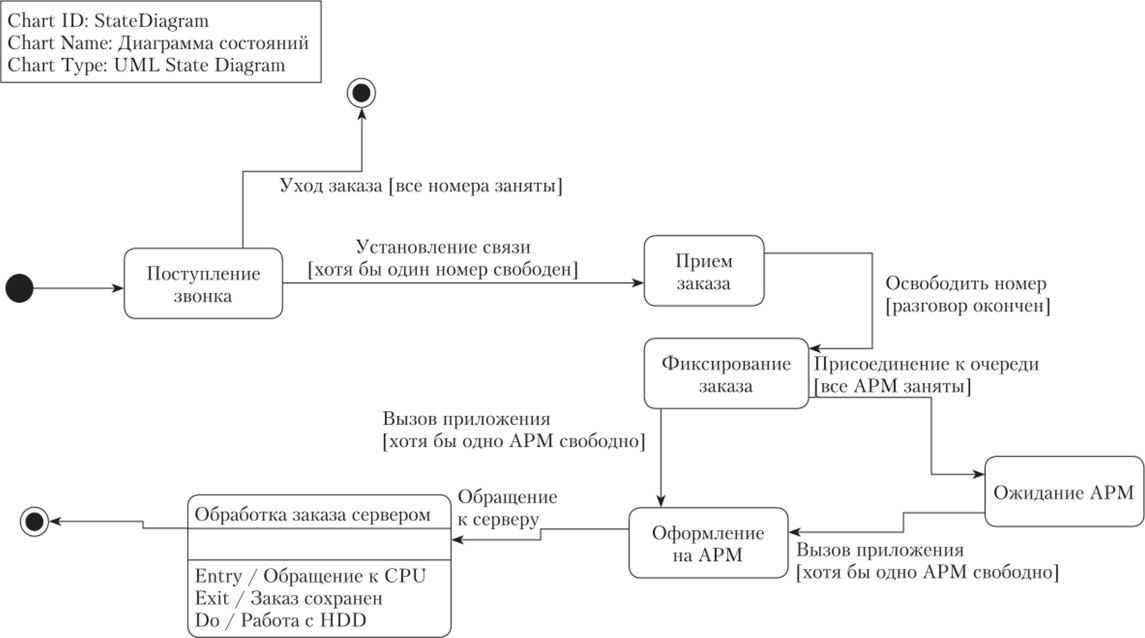 Chart ID: StateDiagram
Chart Name: Диаграмма состояний
Chart Type: UML State Diagram
Уход заказа [все номера заняты]
Установление связи
[хотя бы один номер свободен]
Поступление
звонка
Прием
заказа
Освободить номер
[разговор окончен]
Фиксирование
заказа
Присоединение к очереди
[все АРМ заняты]
Вызов приложения
[хотя бы одно АРМ свободно]
Ожидание АРМ
Обращение
к серверу
Обработка заказа сервером
Оформление
на АРМ
Вызов приложения
[хотя бы одно АРМ свободно]
Entry / Обращение к CPU
Exit / Заказ сохранен
Do / Работа с HDD